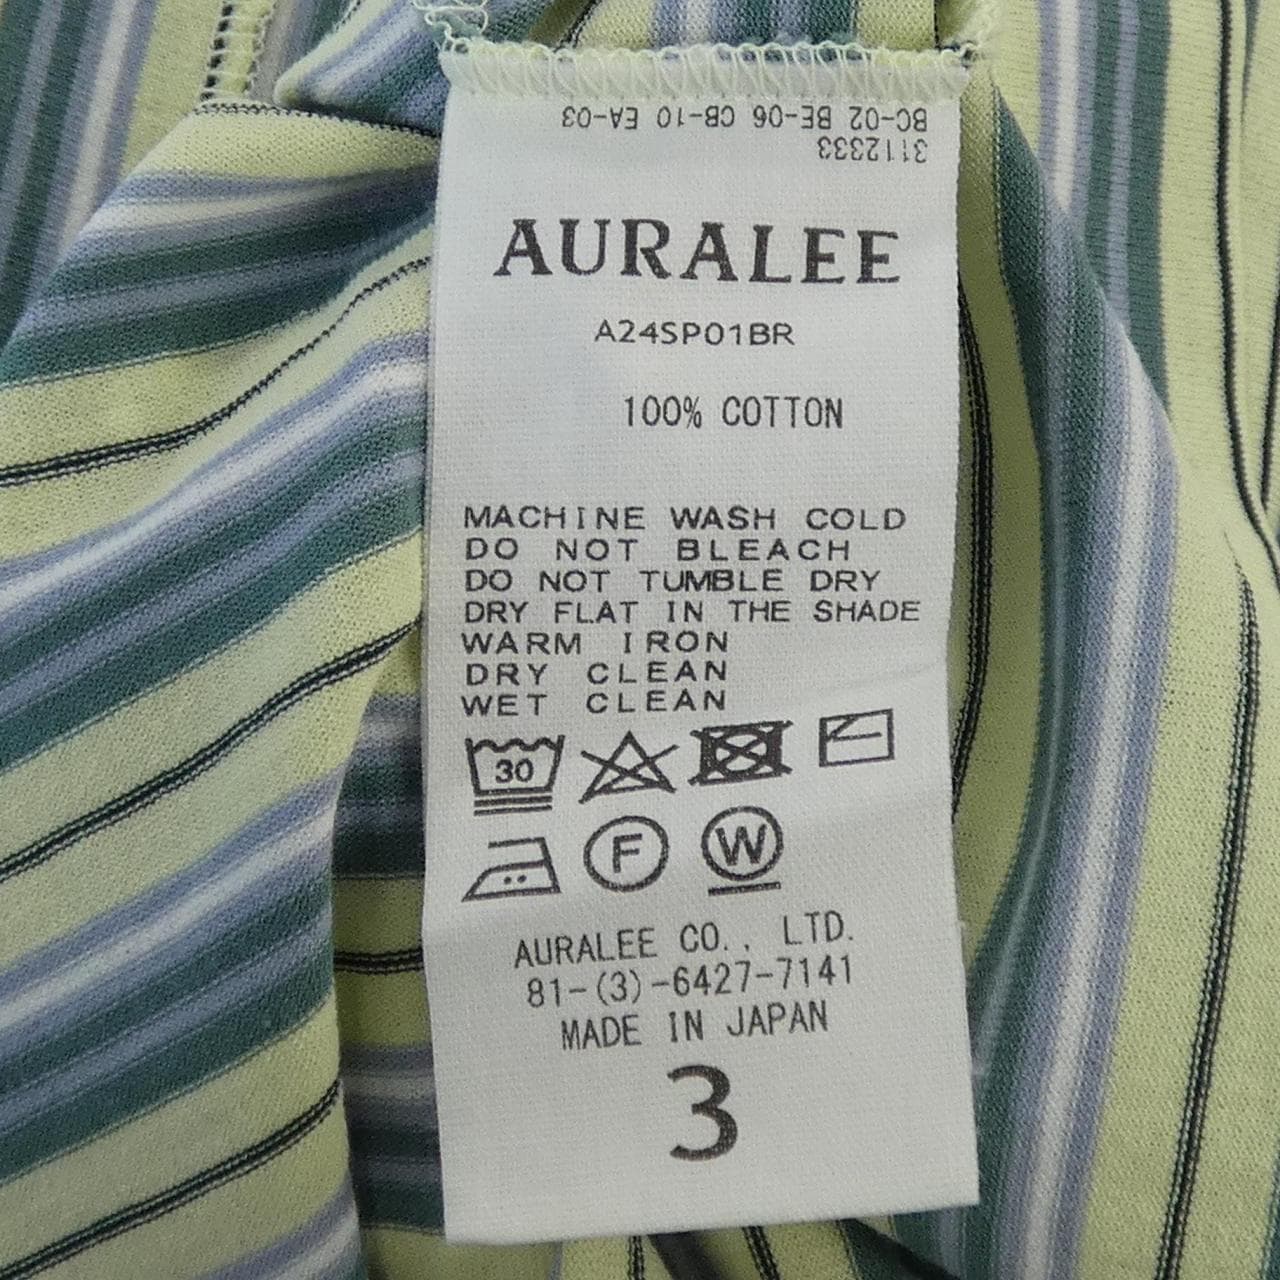 BC-02 BE-06 CB-10 EA-03
3112333
AURALEE
A24SP01BR
100% COTTON
MACHINE WASH COLD
DO NOT BLEACH
DO NOT TUMBLE DRY
DRY FLAT IN THE SHADE
WARM IRON
DRY CLEAN
WET CLEAN
30
F W
AURALEE CO., LTD.
81-(3)-6427-7141
MADE IN JAPAN
3